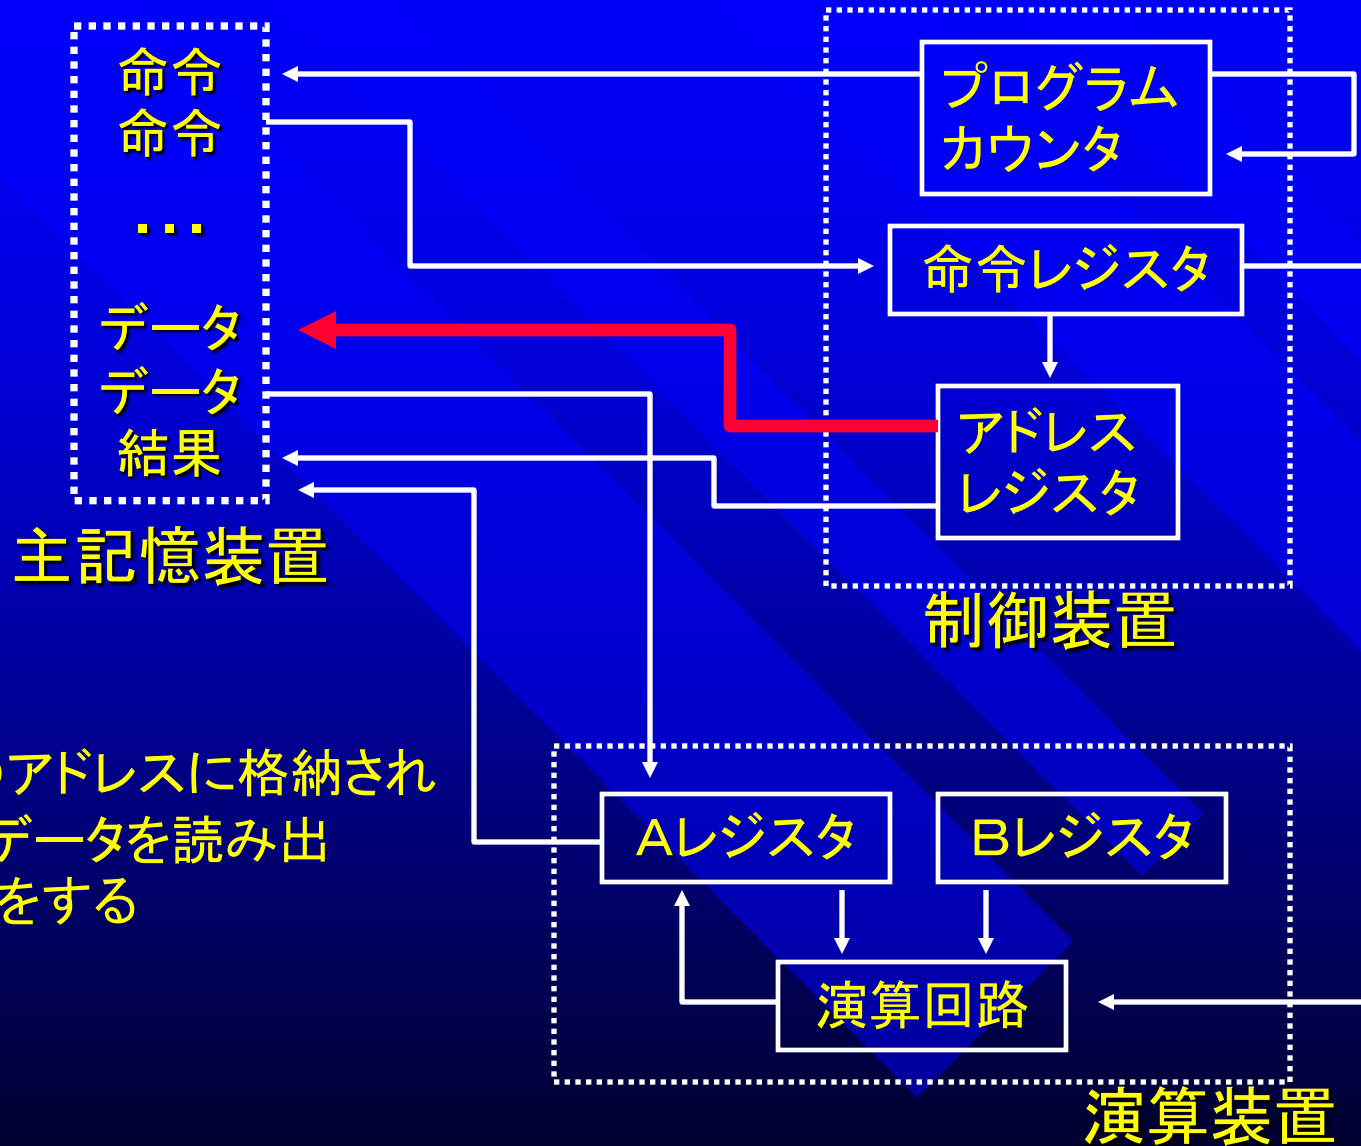 命令
命令
・・・
データ
データ
結果
主記憶装置
プログラム
カウンタ
命令レジスタ
アドレス
レジスタ
制御装置
のアドレスに格納され
データを読み出
をする
Aレジスタ
Bレジスタ
演算回路
演算装置